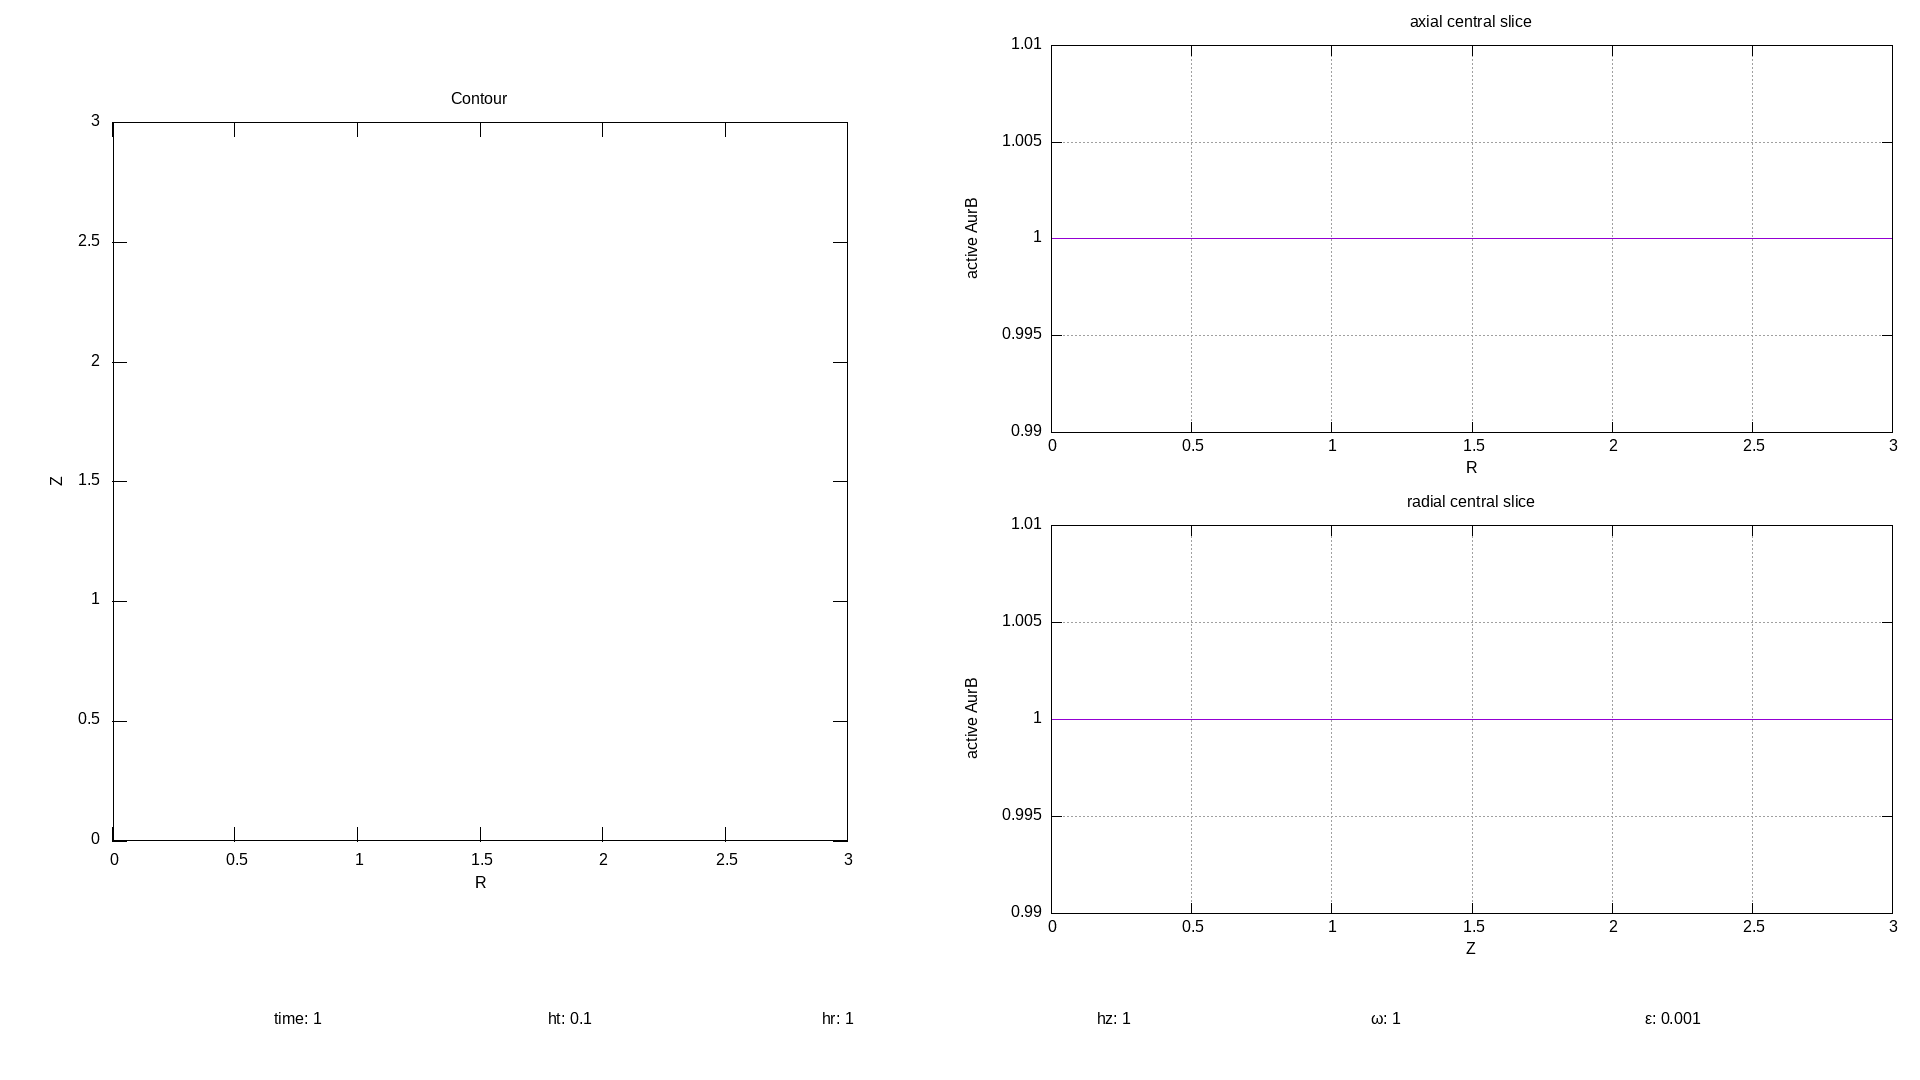 Contour
3
2.5
2
1.5
1
0.5
0
Z
0 0.5 1 1.5 2 2.5 3
R
axial central slice
1.01
1.005
1
0.995
0.99
active AurB
0 0.5 1 1.5 2 2.5 3
R
radial central slice
1.01
1.005
1
0.995
0.99
active AurB
0 0.5 1 1.5 2 2.5 3
Z
time: 1 ht: 0.1 hr: 1 hz: 1 ω: 1 ε: 0.001